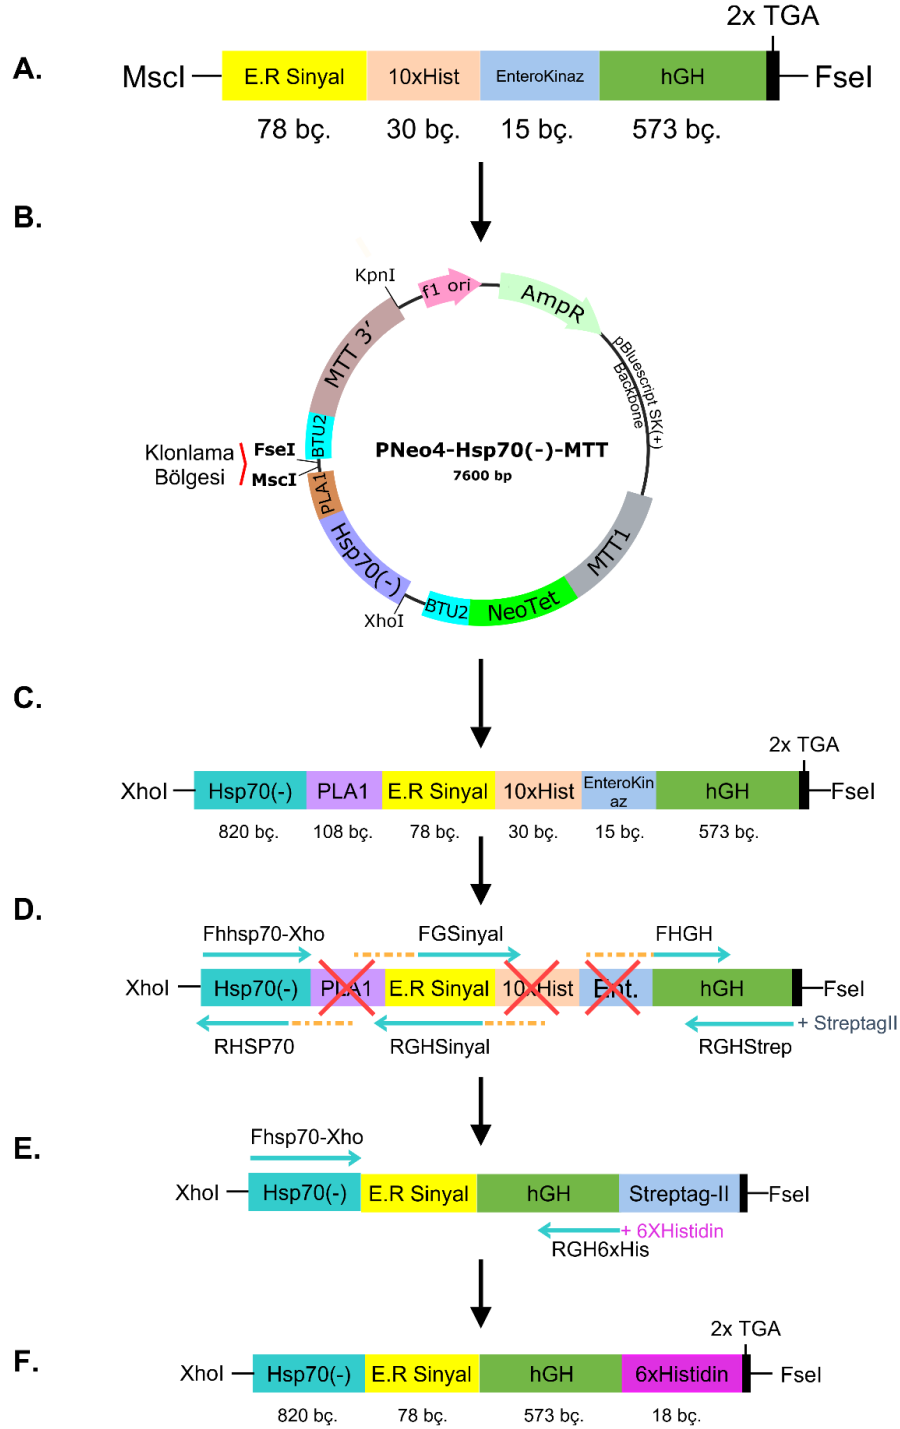 2x TGA
A.
MscI
E.R Sinyal
10xHist
EnteroKinaz
hGH
FseI
78 bç.
30 bç.
15 bç.
573 bç.
B.
KpnI
f1 ori
AmpR
pBluescript SK(+)
Backbone
MTT 3’
BTU2
Klonlama
Bölgesi
FseI
MscI
PNeo4-Hsp70(-)-MTT
7600 bp
PLA1
Hsp70(-)
XhoI
BTU2
NeoTet
MTT1
C.
2x TGA
XhoI
Hsp70(-)
PLA1
E.R Sinyal
10xHist
EnteroKin
az
hGH
FseI
820 bç.
108 bç.
78 bç.
30 bç.
15 bç.
573 bç.
D.
Fhhsp70-Xho
FGSinyal
FHGH
XhoI
Hsp70(-)
PLA1
E.R Sinyal
10xHist
Ent.
hGH
FseI
+ StreptagII
RHSP70
RGHSinyal
RGHStrep
E.
Fhsp70-Xho
XhoI
Hsp70(-)
E.R Sinyal
hGH
Streptag-II
FseI
+ 6XHistidin
RGH6xHis
2x TGA
F.
XhoI
Hsp70(-)
E.R Sinyal
hGH
6xHistidin
FseI
820 bç.
78 bç.
573 bç.
18 bç.